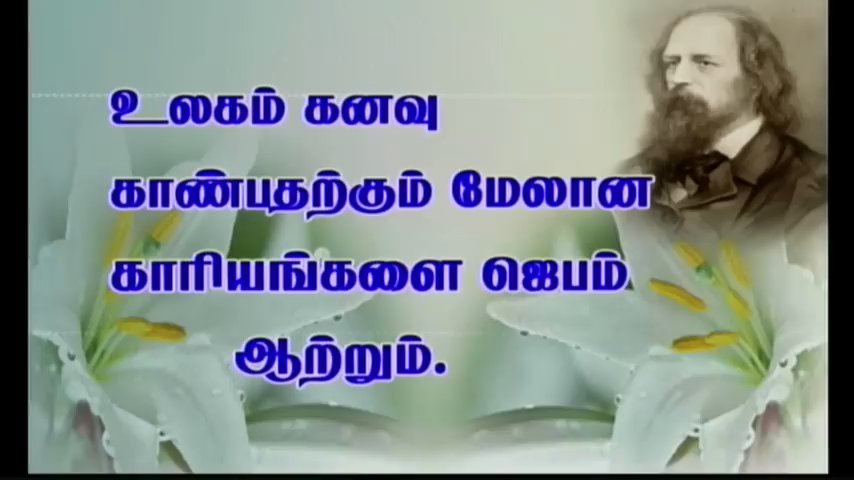 உலகம் கனவு
காண்புதற்கும் மேலான
காரியங்களை ஜெபம்
ஆற்றும்.